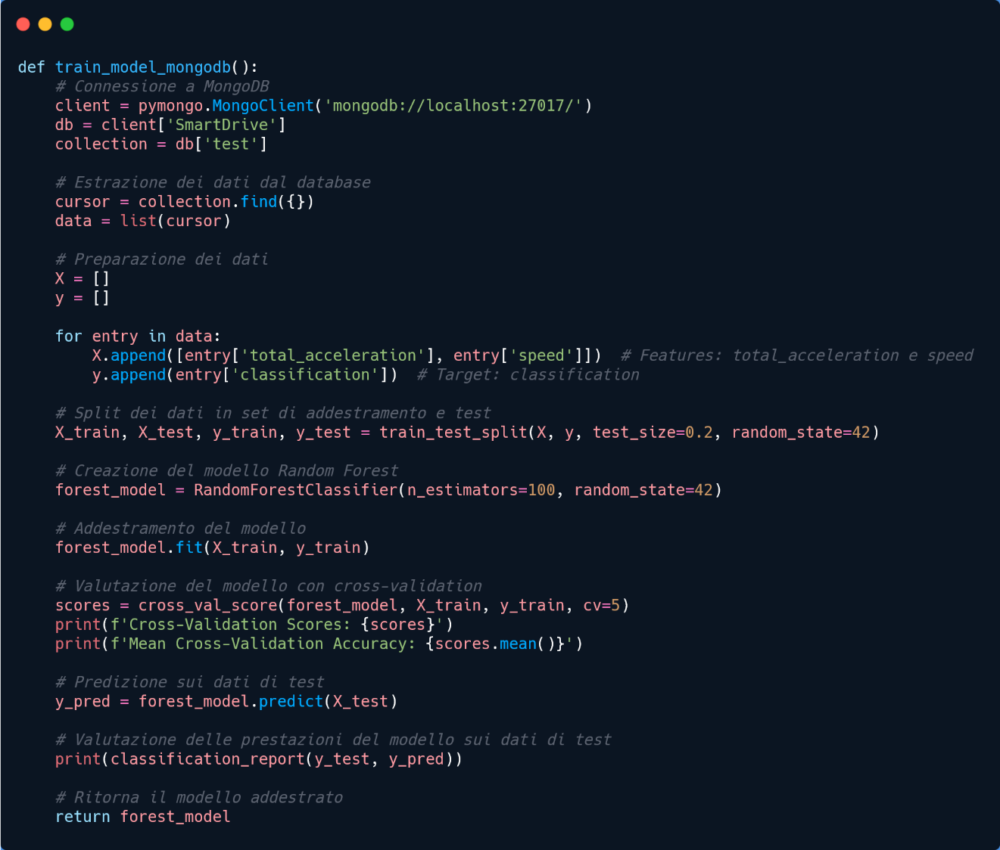 def train_model_mongodb():
    # Connessione a MongoDB
    client = pymongo.MongoClient('mongodb://localhost:27017/')
    db = client['SmartDrive']
    collection = db['test']

    # Estrazione dei dati dal database
    cursor = collection.find({})
    data = list(cursor)

    # Preparazione dei dati
    X = []
    y = []

    for entry in data:
        X.append([entry['total_acceleration'], entry['speed']])  # Features: total_acceleration e speed
        y.append(entry['classification'])  # Target: classification

    # Split dei dati in set di addestramento e test
    X_train, X_test, y_train, y_test = train_test_split(X, y, test_size=0.2, random_state=42)

    # Creazione del modello Random Forest
    forest_model = RandomForestClassifier(n_estimators=100, random_state=42)

    # Addestramento del modello
    forest_model.fit(X_train, y_train)

    # Valutazione del modello con cross-validation
    scores = cross_val_score(forest_model, X_train, y_train, cv=5)
    print(f'Cross-Validation Scores: {scores}')
    print(f'Mean Cross-Validation Accuracy: {scores.mean()}')

    # Predizione sui dati di test
    y_pred = forest_model.predict(X_test)

    # Valutazione delle prestazioni del modello sui dati di test
    print(classification_report(y_test, y_pred))

    # Ritorna il modello addestrato
    return forest_model